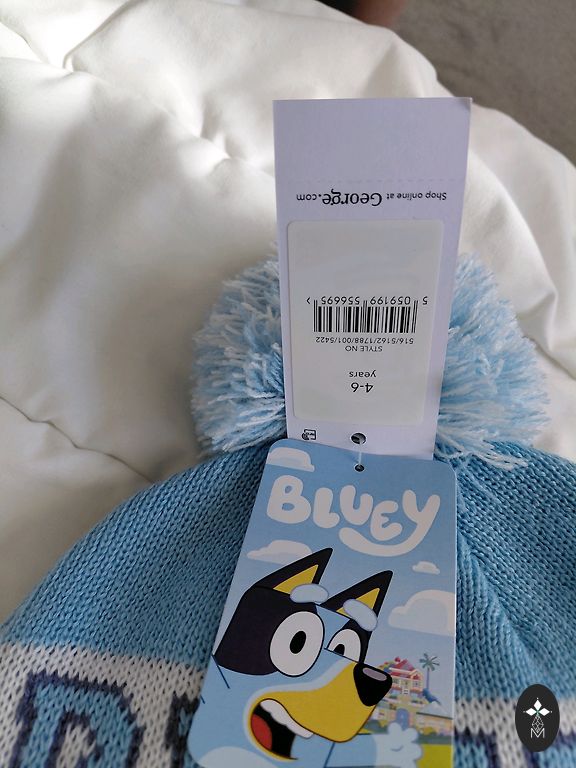 Shop online at George.com
5 059199 556695 >
STYLE NO
516/5162/1788/001/5422
4-6
years
BLUEY